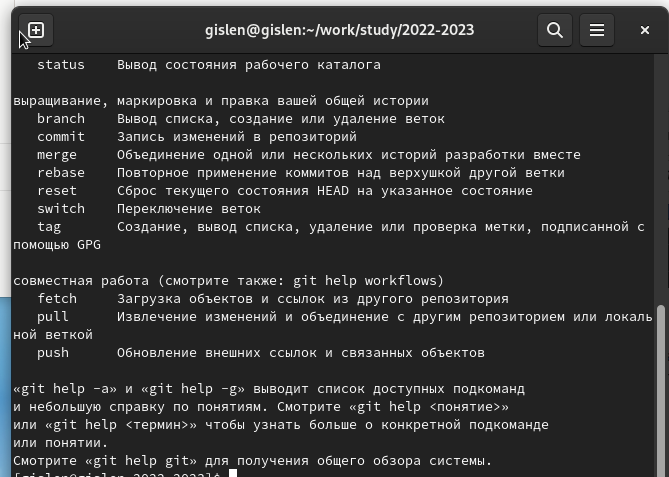 gislen@gislen:~/work/study/2022-2023
status Вывод состояния рабочего каталога
выращивание, маркировка и правка вашей общей истории
branch Вывод списка, создание или удаление веток
commit Запись изменений в репозиторий
merge Объединение одной или нескольких историй разработки вместе
rebase Повторное применение коммитов над верхушкой другой ветки
reset Сброс текущего состояния HEAD на указанное состояние
switch Переключение веток
tag Создание, вывод списка, удаление или проверка метки, подписанной с
помощью GPG
совместная работа (смотрите также: git help workflows)
fetch Загрузка объектов и ссылок из другого репозитория
pull Извлечение изменений и объединение с другим репозиторием или локаль
ной веткой
push Обновление внешних ссылок и связанных объектов
«git help -a» и «git help -g» выводит список доступных подкоманд
и небольшую справку по понятиям. Смотрите «git help <понятие>»
или «git help <термин>» чтобы узнать больше о конкретной подкоманде
или понятии.
Смотрите «git help git» для получения общего обзора системы.
[gislen@gislen 2022-2023]$